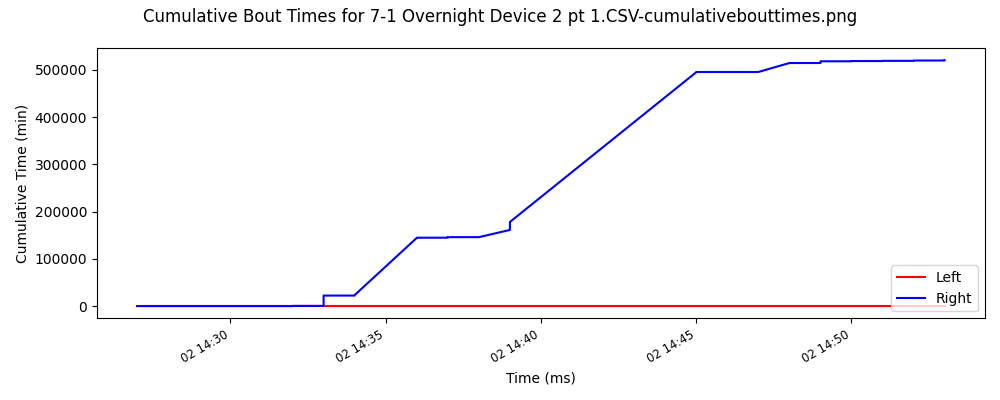 Cumulative Bout Times for 7-1 Overnight Device 2 pt 1.CSV-cumulativebouttimes.png
Cumulative Time (min)
500000
400000
300000
200000
100000
0
Left
Right
02 14:30
02 14:35
02 14:40
02 14:45
02 14:50
Time (ms)